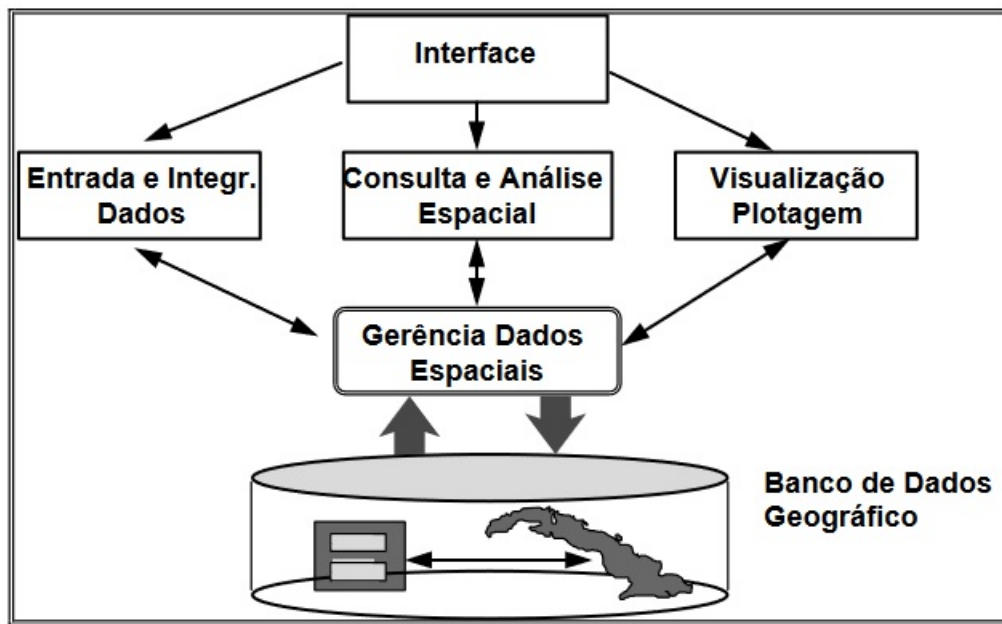 Interface
Entrada e Integr.
Dados
Consulta e Análise
Espacial
Visualização
Plotagem
Gerência Dados
Espaciais
Banco de Dados
Geográfico